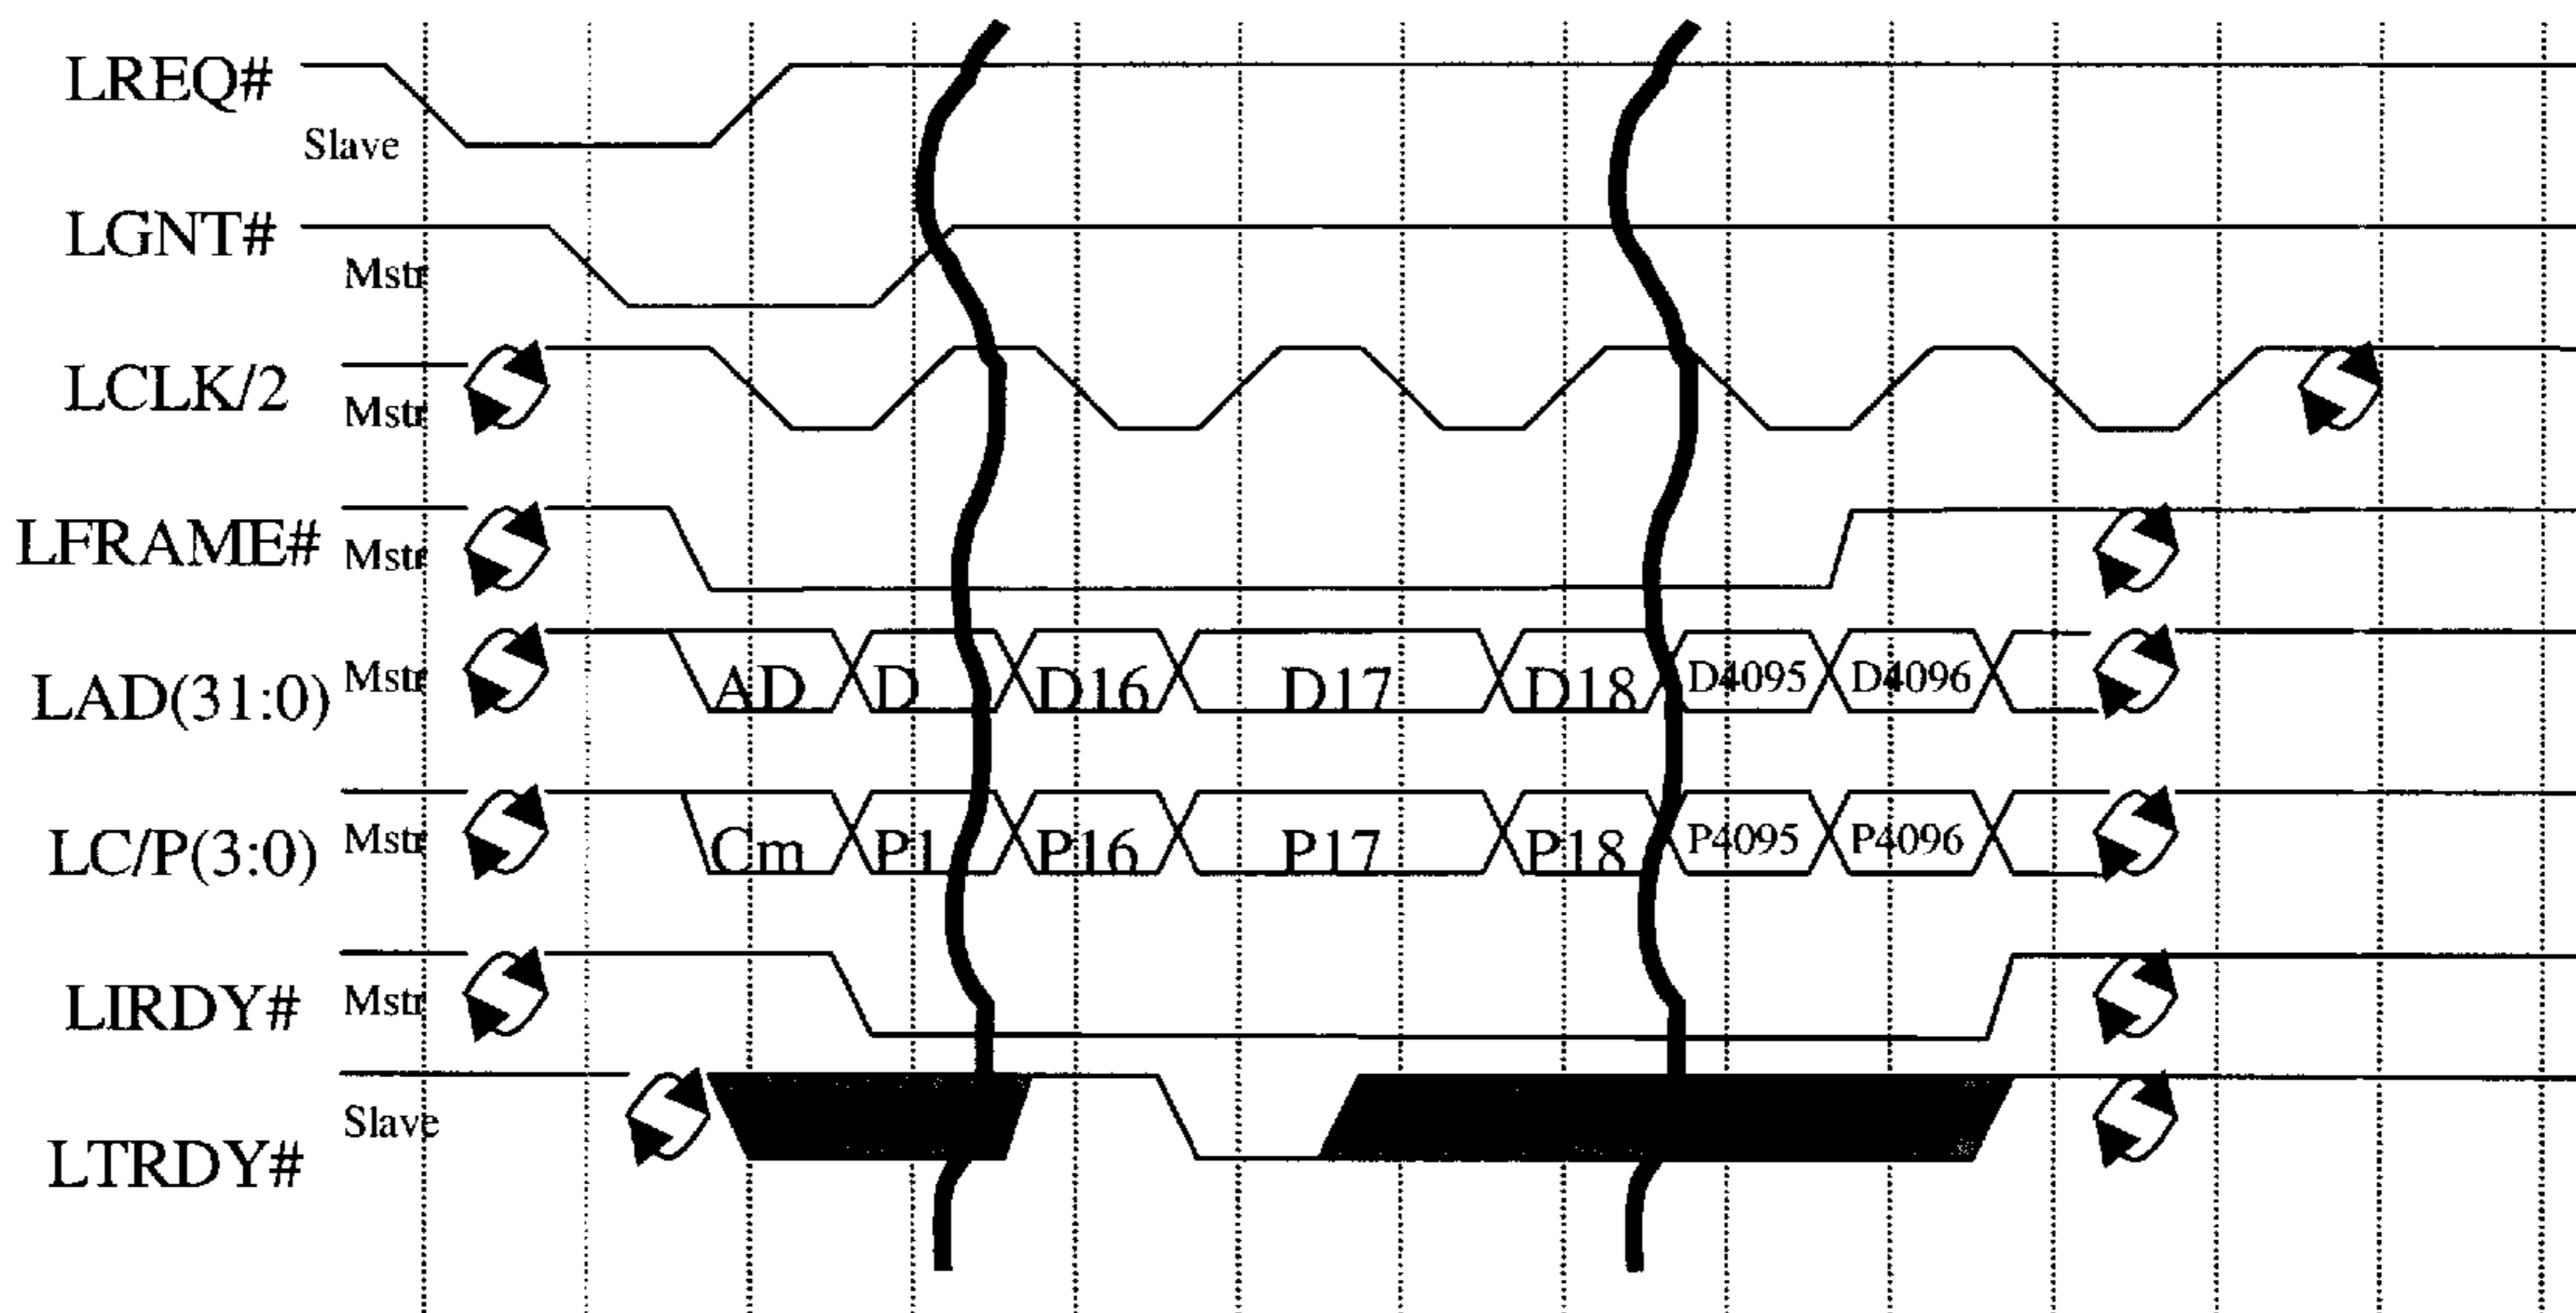 LREQ#
Slave
LGNT#
Mstr
LCLK/2
Mstr
LFRAME#
Mstr
LAD(31:0) Mstr AD D D16 D17 D18 D4095 D4096
LC/P(3:0) Mstr Cm P1 P16 P17 P18 P4095 P4096
LIRDY#
Mstr
LTRDY#
Slave